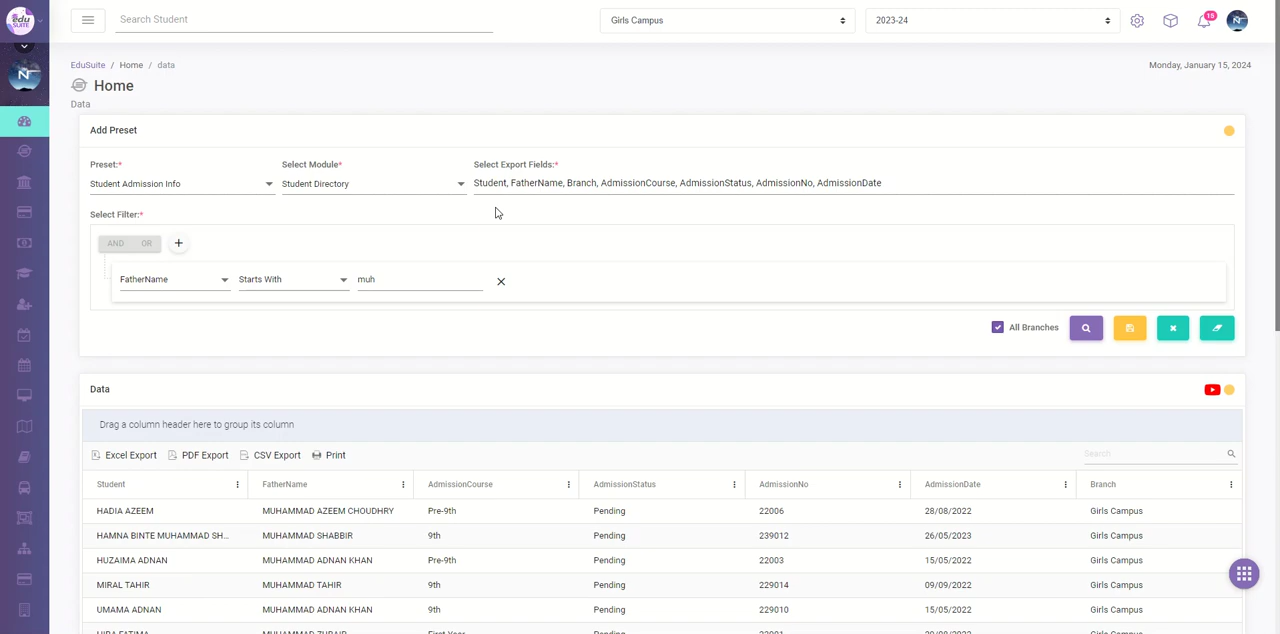 edu
SUITE
Search Student
Girls Campus
2023-24
15
N
N
EduSuite / Home / data
Monday, January 15, 2024
Home
Data
Add Preset
Preset:* Select Module* Select Export Fields:*
Student Admission Info Student Directory Student, FatherName, Branch, AdmissionCourse, AdmissionStatus, AdmissionNo, AdmissionDate
Select Filter:*
AND OR +
FatherName Starts With muh
All Branches
Data
Drag a column header here to group its column
Excel Export PDF Export CSV Export Print Search
Student FatherName AdmissionCourse AdmissionStatus AdmissionNo AdmissionDate Branch
HADIA AZEEM MUHAMMAD AZEEM CHOUDHRY Pre-9th Pending 22006 28/08/2022 Girls Campus
HAMNA BINTE MUHAMMAD SH... MUHAMMAD SHABBIR 9th Pending 239012 26/05/2023 Girls Campus
HUZAIMA ADNAN MUHAMMAD ADNAN KHAN Pre-9th Pending 22003 15/05/2022 Girls Campus
MIRAL TAHIR MUHAMMAD TAHIR 9th Pending 229014 09/09/2022 Girls Campus
UMAMA ADNAN MUHAMMAD ADNAN KHAN 9th Pending 229010 15/05/2022 Girls Campus
HIRA FATIMA MUHAMMAD ZUBAIR First Year Pending 22001 29/08/2022 Girls Campus